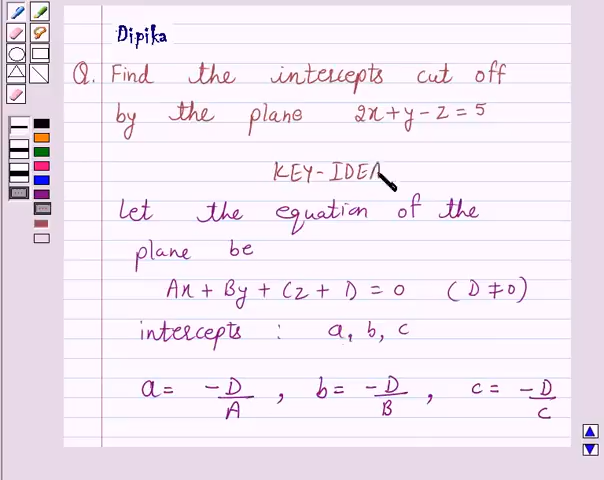 Dipika
Q. Find the intercepts cut off
by the plane 2x+y-z=5
KEY-IDEA
Let the equation of the
plane be
Ax + By + Cz + D = 0 (D ≠ 0)
intercepts : a, b, c
a = -D/A , b = -D/B , c = -D/C